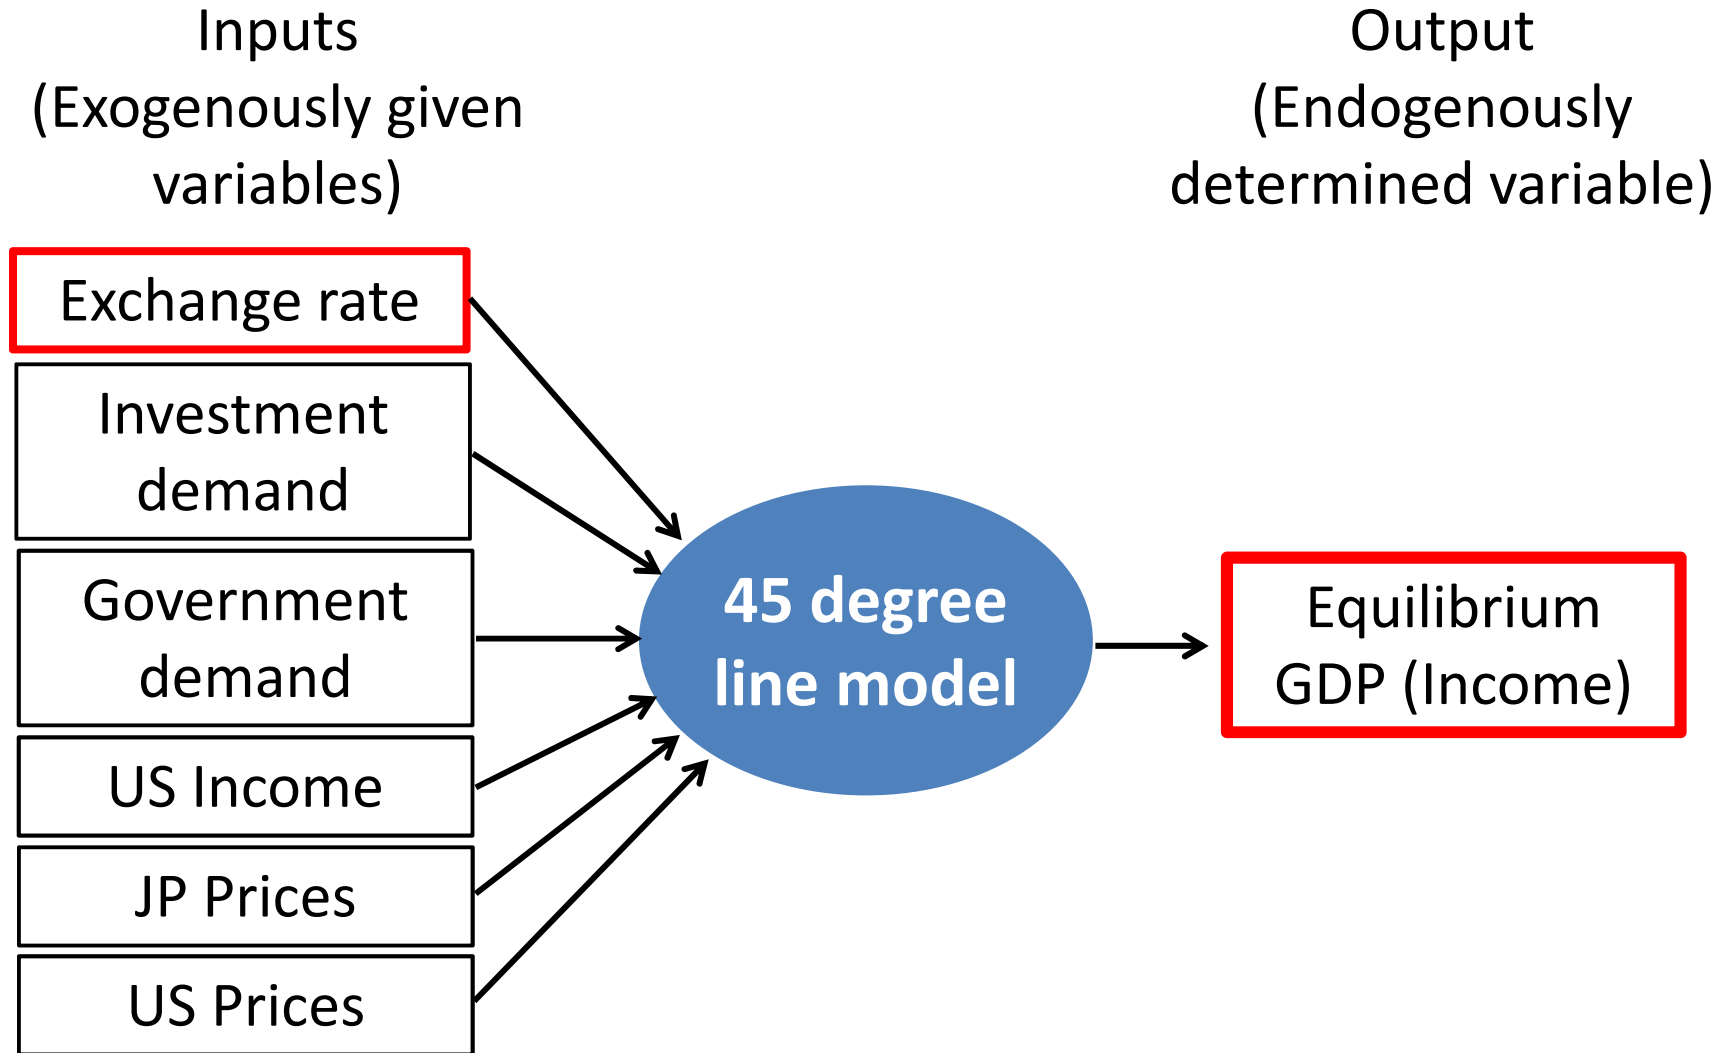 Inputs
(Exogenously given
variables)
Output
(Endogenously
determined variable)
Exchange rate
Investment
demand
Government
demand
US Income
JP Prices
US Prices
45 degree
line model
Equilibrium
GDP (Income)